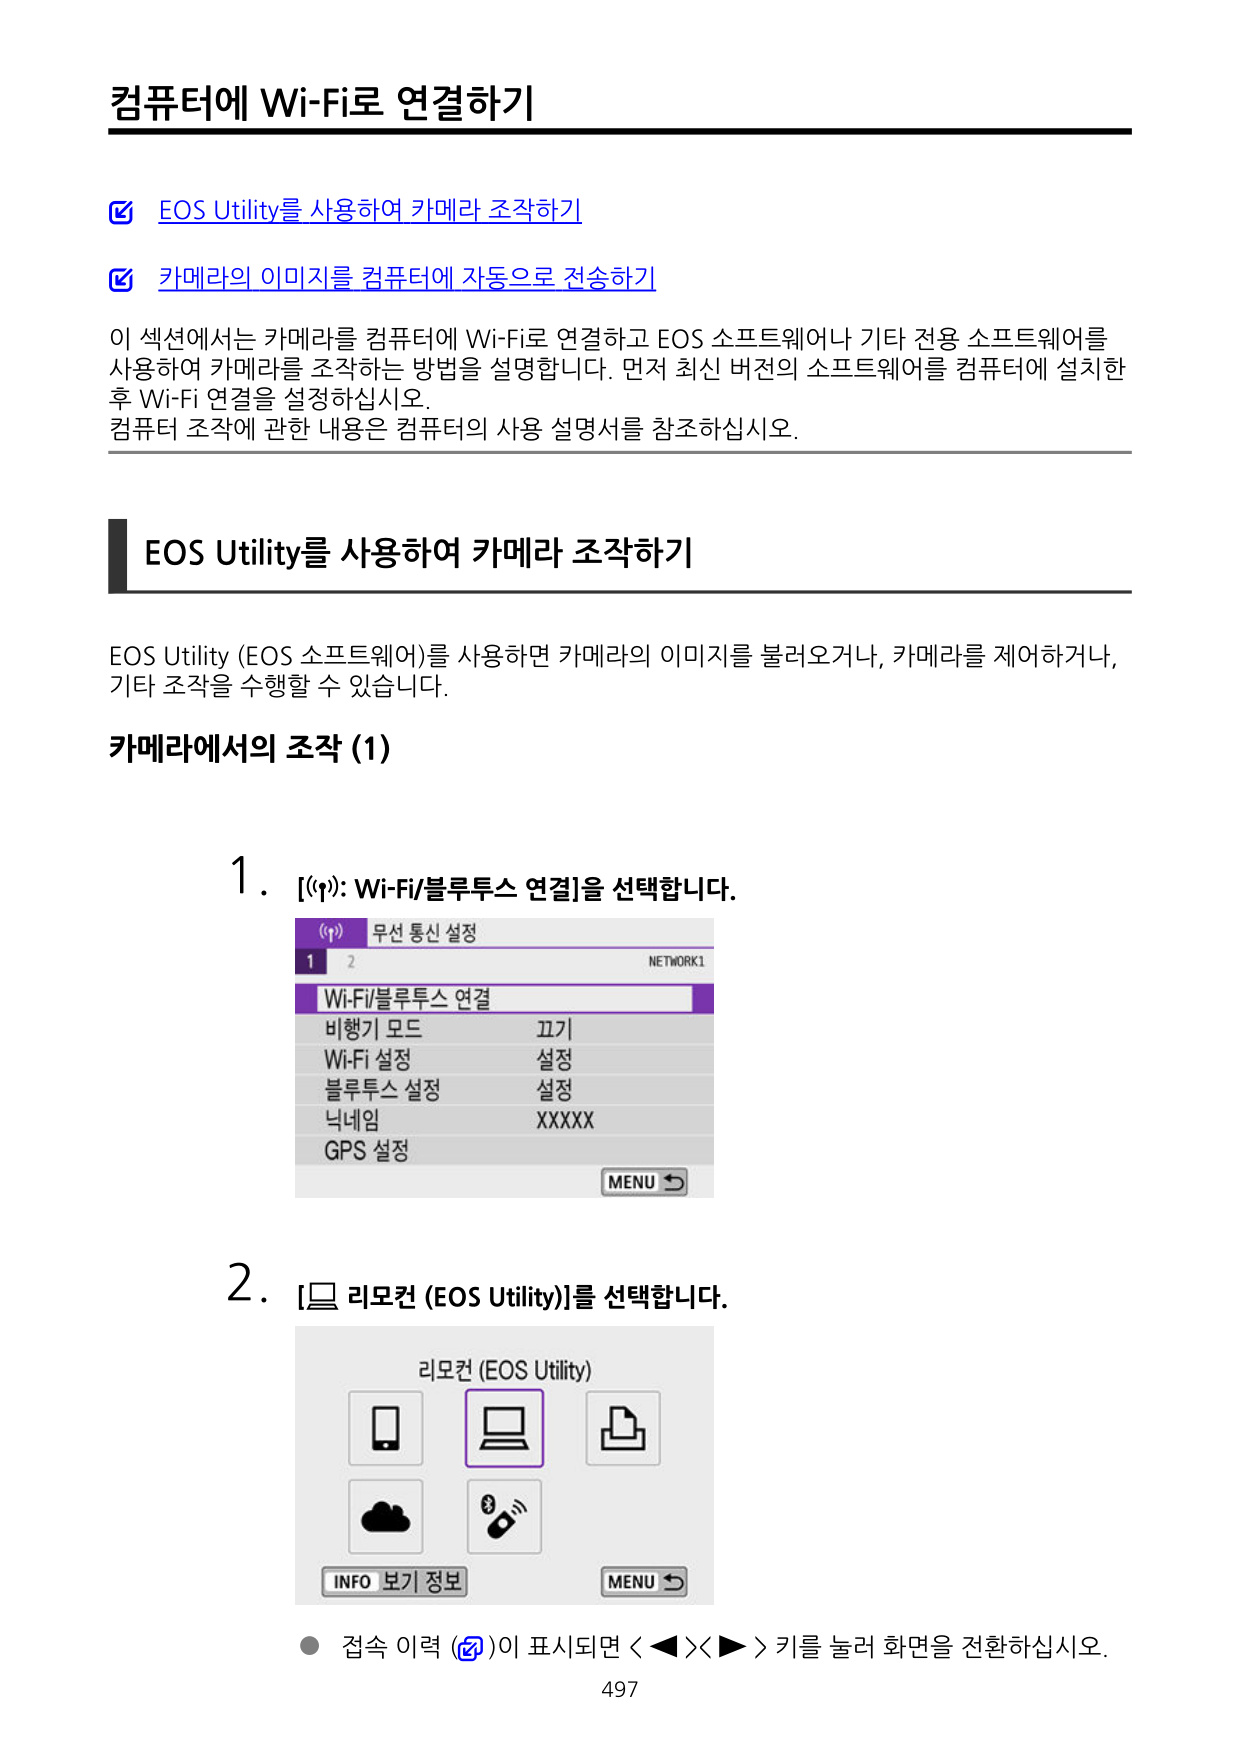 컴퓨터에 Wi-Fi로 연결하기
EOS Utility를 사용하여 카메라 조작하기
카메라의 이미지를 컴퓨터에 자동으로 전송하기
이 섹션에서는 카메라를 컴퓨터에 Wi-Fi로 연결하고 EOS 소프트웨어나 기타 전용 소프트웨어를
사용하여 카메라를 조작하는 방법을 설명합니다. 먼저 최신 버전의 소프트웨어를 컴퓨터에 설치한
후 Wi-Fi 연결을 설정하십시오.
컴퓨터 조작에 관한 내용은 컴퓨터의 사용 설명서를 참조하십시오.
EOS Utility를 사용하여 카메라 조작하기
EOS Utility (EOS 소프트웨어)를 사용하면 카메라의 이미지를 불러오거나, 카메라를 제어하거나,
기타 조작을 수행할 수 있습니다.
카메라에서의 조작 (1)
1. [: Wi-Fi/블루투스 연결]을 선택합니다.
무선 통신 설정
1 2 NETWORK1
Wi-Fi/블루투스 연결
비행기 모드 끄기
Wi-Fi 설정 설정
블루투스 설정 설정
닉네임 XXXXX
GPS 설정
MENU
2. [ 리모컨 (EOS Utility)]를 선택합니다.
리모컨 (EOS Utility)
INFO 보기 정보 MENU
● 접속 이력 ( )이 표시되면 < ◀ >< ▶ > 키를 눌러 화면을 전환하십시오.
497